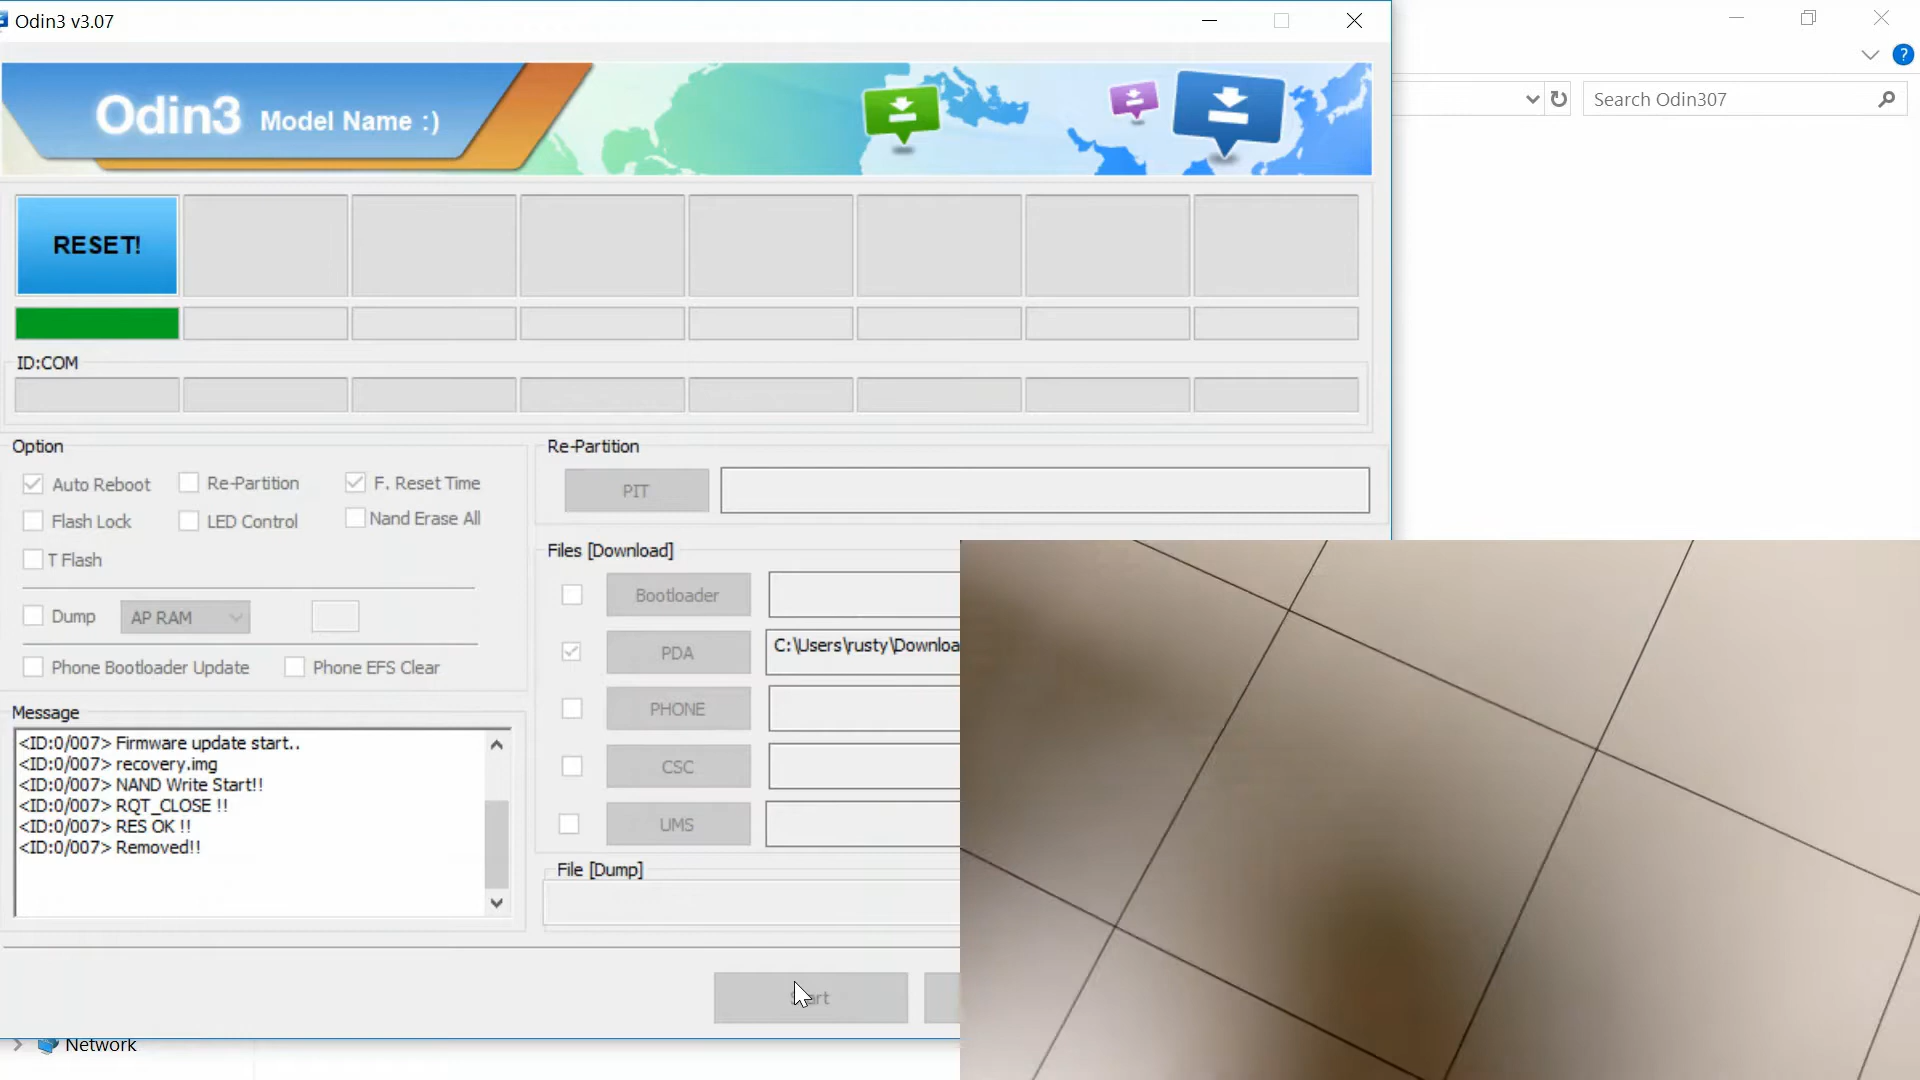 Odin3 v3.07
Search Odin307
Odin3 Model Name :)
RESET!
ID:COM
Option
Auto Reboot
Re-Partition
F. Reset Time
Flash Lock
LED Control
Nand Erase All
T Flash
Dump
AP RAM
Phone Bootloader Update
Phone EFS Clear
Re-Partition
PIT
Files [Download]
Bootloader
PDA
C:\Users\rusty\Downloa
PHONE
CSC
UMS
File [Dump]
Message
<ID:0/007> Firmware update start..
<ID:0/007> recovery.img
<ID:0/007> NAND Write Start!!
<ID:0/007> RQT_CLOSE !!
<ID:0/007> RES OK !!
<ID:0/007> Removed!!
Start
Network